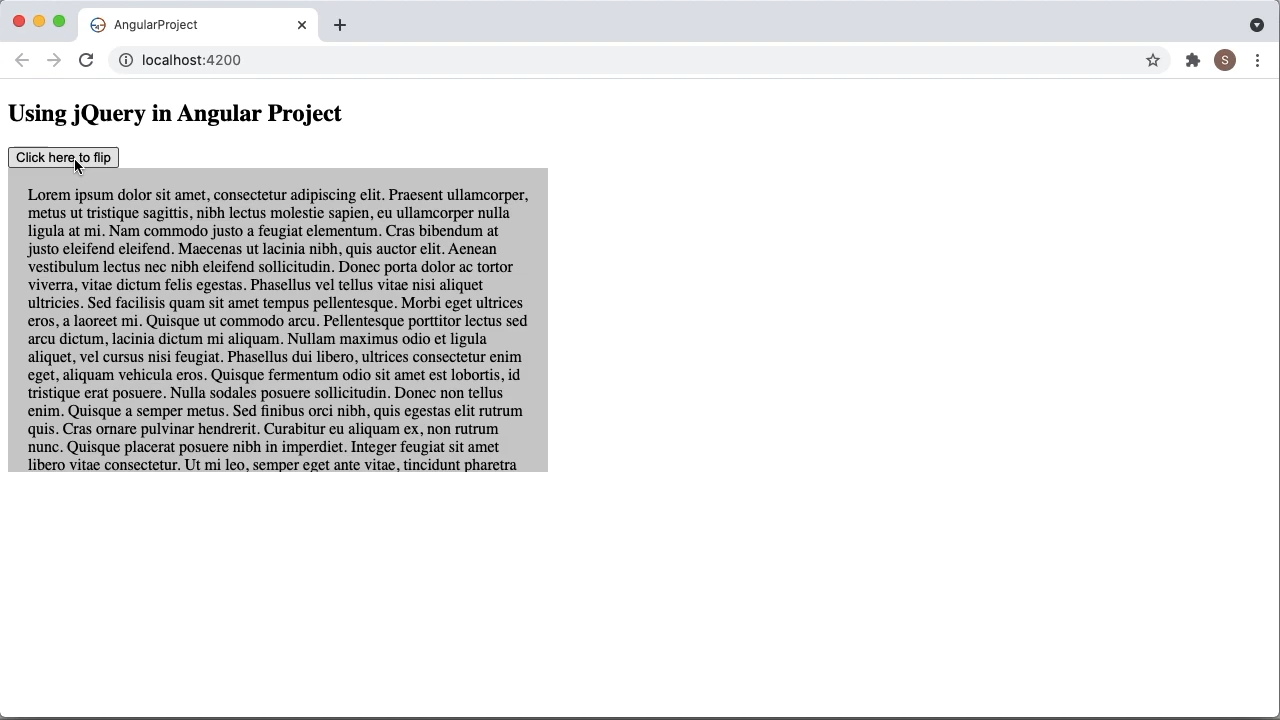 AngularProject
localhost:4200
S
Using jQuery in Angular Project
Click here to flip
Lorem ipsum dolor sit amet, consectetur adipiscing elit. Praesent ullamcorper,
metus ut tristique sagittis, nibh lectus molestie sapien, eu ullamcorper nulla
ligula at mi. Nam commodo justo a feugiat elementum. Cras bibendum at
justo eleifend eleifend. Maecenas ut lacinia nibh, quis auctor elit. Aenean
vestibulum lectus nec nibh eleifend sollicitudin. Donec porta dolor ac tortor
viverra, vitae dictum felis egestas. Phasellus vel tellus vitae nisi aliquet
ultricies. Sed facilisis quam sit amet tempus pellentesque. Morbi eget ultrices
eros, a laoreet mi. Quisque ut commodo arcu. Pellentesque porttitor lectus sed
arcu dictum, lacinia dictum mi aliquam. Nullam maximus odio et ligula
aliquet, vel cursus nisi feugiat. Phasellus dui libero, ultrices consectetur enim
eget, aliquam vehicula eros. Quisque fermentum odio sit amet est lobortis, id
tristique erat posuere. Nulla sodales posuere sollicitudin. Donec non tellus
enim. Quisque a semper metus. Sed finibus orci nibh, quis egestas elit rutrum
quis. Cras ornare pulvinar hendrerit. Curabitur eu aliquam ex, non rutrum
nunc. Quisque placerat posuere nibh in imperdiet. Integer feugiat sit amet
libero vitae consectetur. Ut mi leo, semper eget ante vitae, tincidunt pharetra